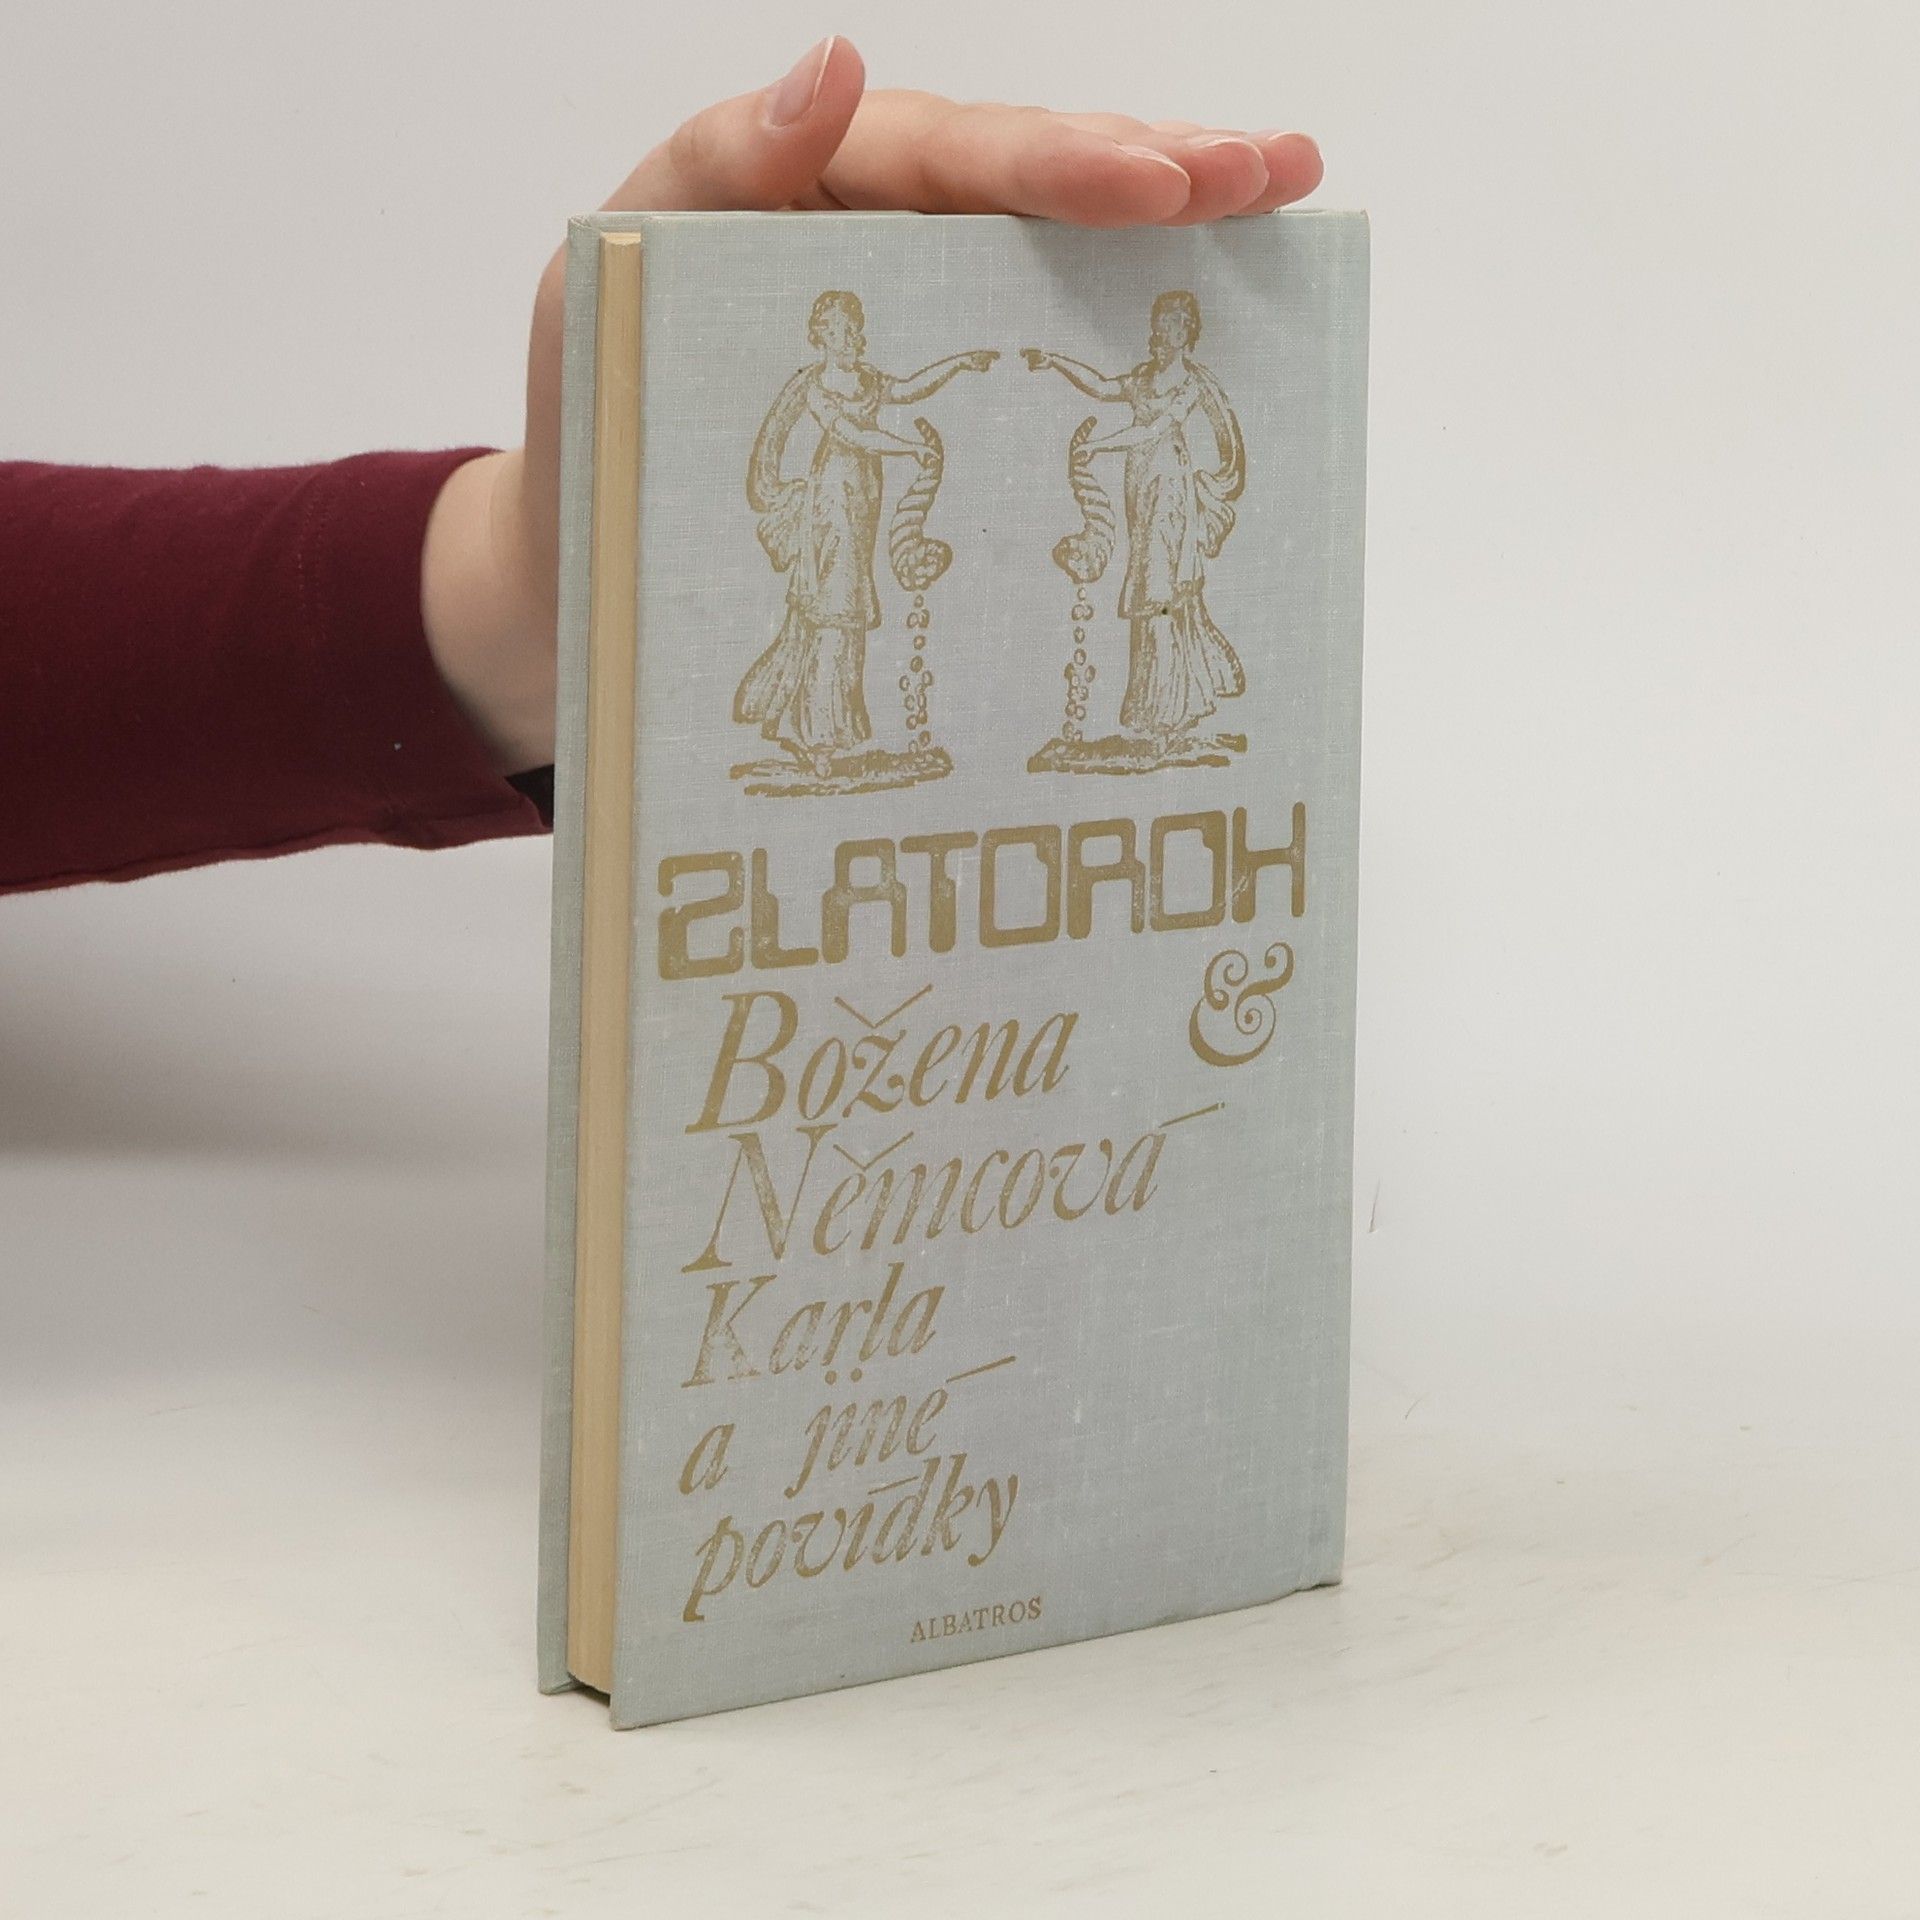 ZLATOROH
&
Božena
Němcová
Karla
a jiné
povídky
ALBATROS